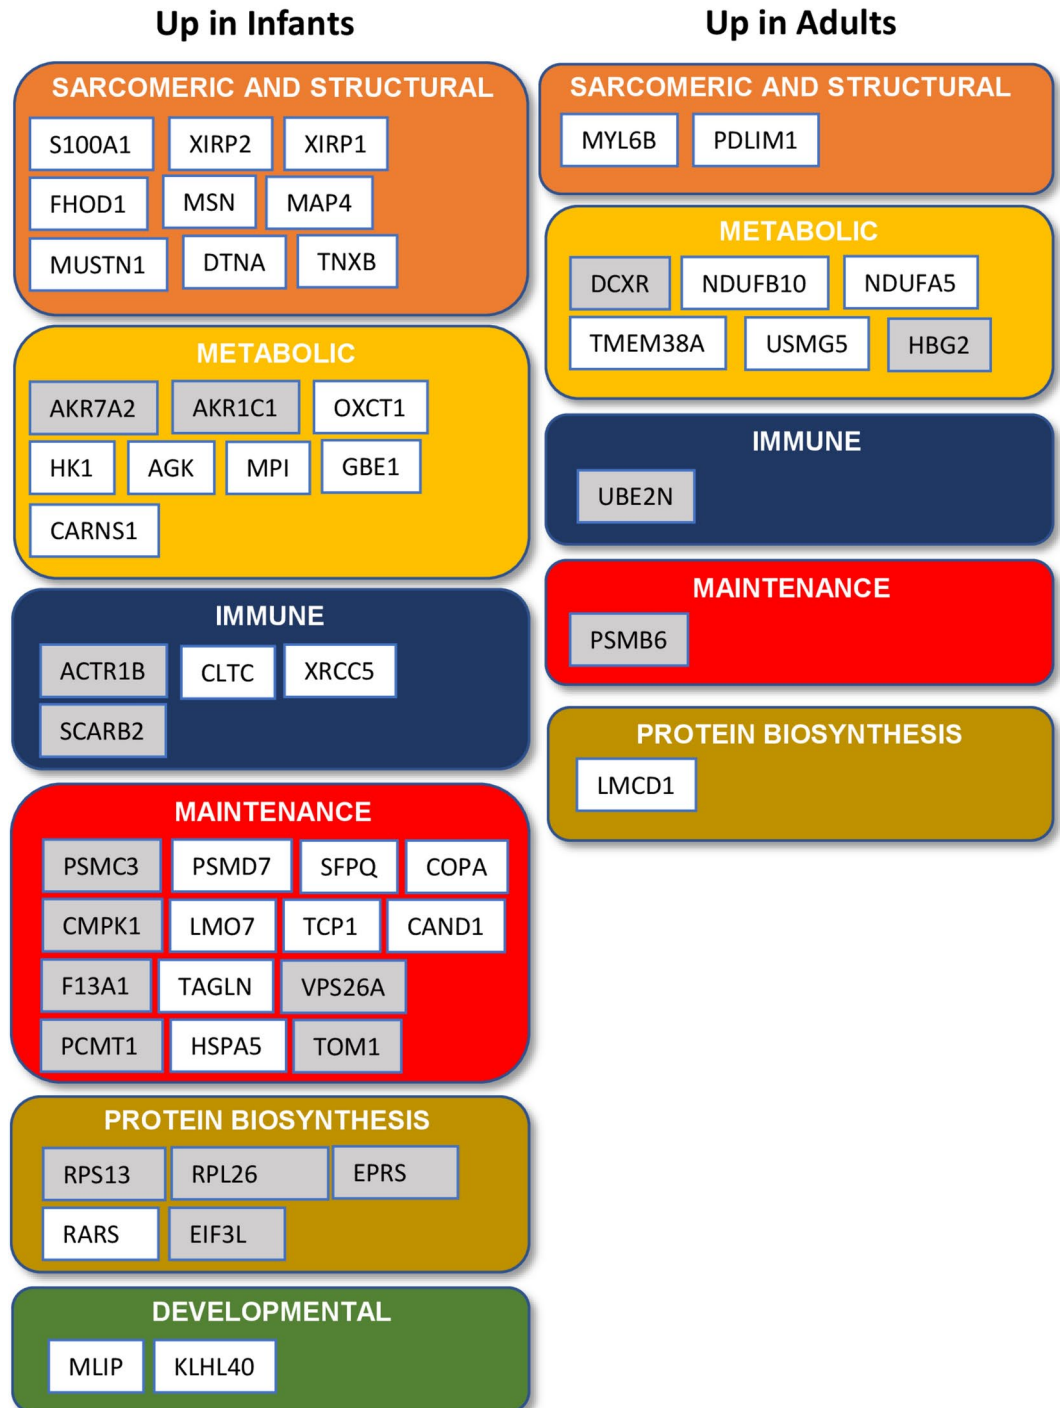 Up in Infants
SARCOMERIC AND STRUCTURAL
S100A1 XIRP2 XIRP1
FHOD1 MSN MAP4
MUSTN1 DTNA TNXB
METABOLIC
AKR7A2 AKR1C1 OXCT1
HK1 AGK MPI GBE1
CARNS1
IMMUNE
ACTR1B CLTC XRCC5
SCARB2
MAINTENANCE
PSMC3 PSMD7 SFPQ COPA
CMPK1 LMO7 TCP1 CAND1
F13A1 TAGLN VPS26A
PCMT1 HSPA5 TOM1
PROTEIN BIOSYNTHESIS
RPS13 RPL26 EPRS
RARS EIF3L
DEVELOPMENTAL
MLIP KLHL40
Up in Adults
SARCOMERIC AND STRUCTURAL
MYL6B PDLIM1
METABOLIC
DCXR NDUFB10 NDUFA5
TMEM38A USMG5 HBG2
IMMUNE
UBE2N
MAINTENANCE
PSMB6
PROTEIN BIOSYNTHESIS
LMCD1